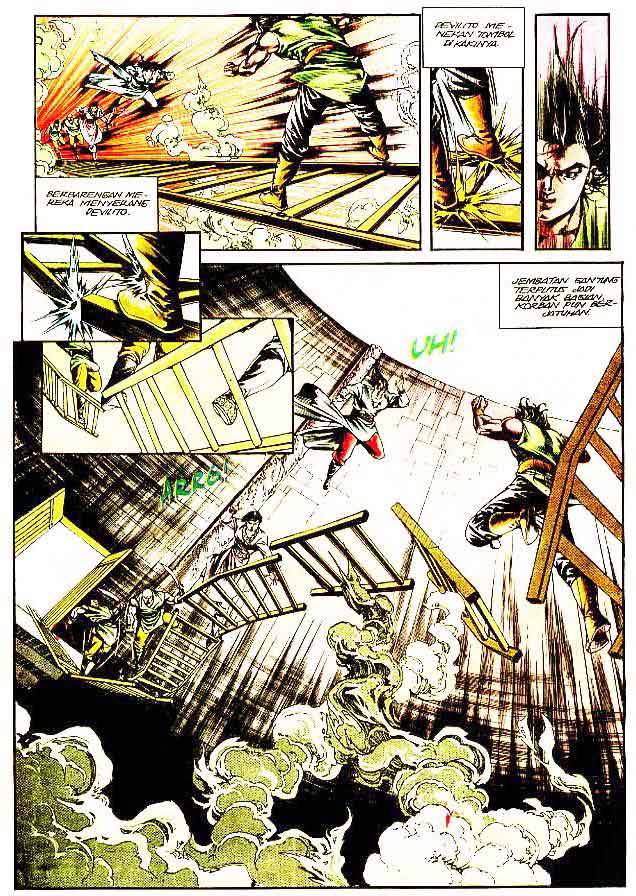 BERBARENGAN ME-
REKA MENYERANG
DEVILITO.
DEVILITO ME-
NEKAN TOMBOL
DI KAKINYA.
JEMBATAN GANTUNG
TERPUTUS JADI
BANYAK BAGIAN.
KORBAN PUN BER-
JATUHAN.
UH!
ARRG!